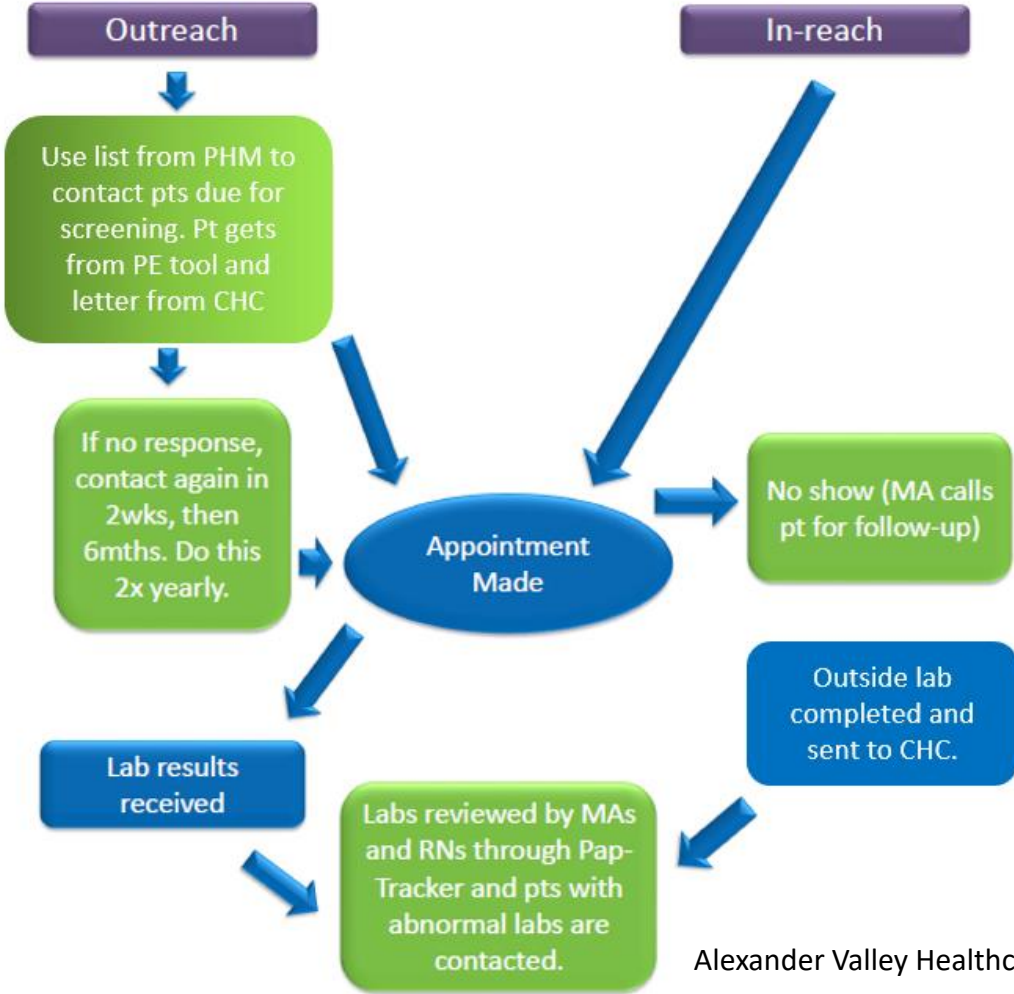 Outreach
In-reach
Use list from PHM to
contact pts due for
screening. Pt gets
from PE tool and
letter from CHC
If no response,
contact again in
2wks, then
6mths. Do this
2x yearly.
Appointment
Made
No show (MA calls
pt for follow-up)
Outside lab
completed and
sent to CHC.
Lab results
received
Labs reviewed by MAs
and RNs through Pap-
Tracker and pts with
abnormal labs are
contacted.
Alexander Valley Healthc